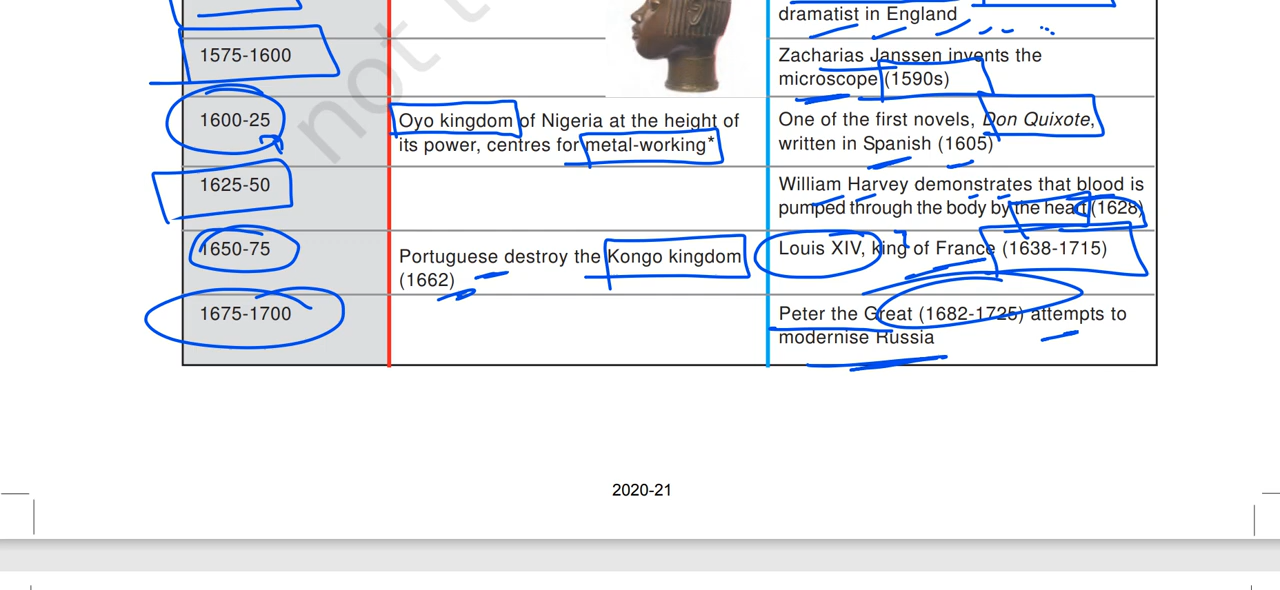 dramatist in England
1575-1600
Zacharias Janssen invents the
microscope (1590s)
1600-25
Oyo kingdom of Nigeria at the height of
its power, centres for metal-working*
One of the first novels, Don Quixote,
written in Spanish (1605)
1625-50
William Harvey demonstrates that blood is
pumped through the body by the heart (1628)
1650-75
Portuguese destroy the Kongo kingdom
(1662)
Louis XIV, king of France (1638-1715)
1675-1700
Peter the Great (1682-1725) attempts to
modernise Russia
not t
2020-21